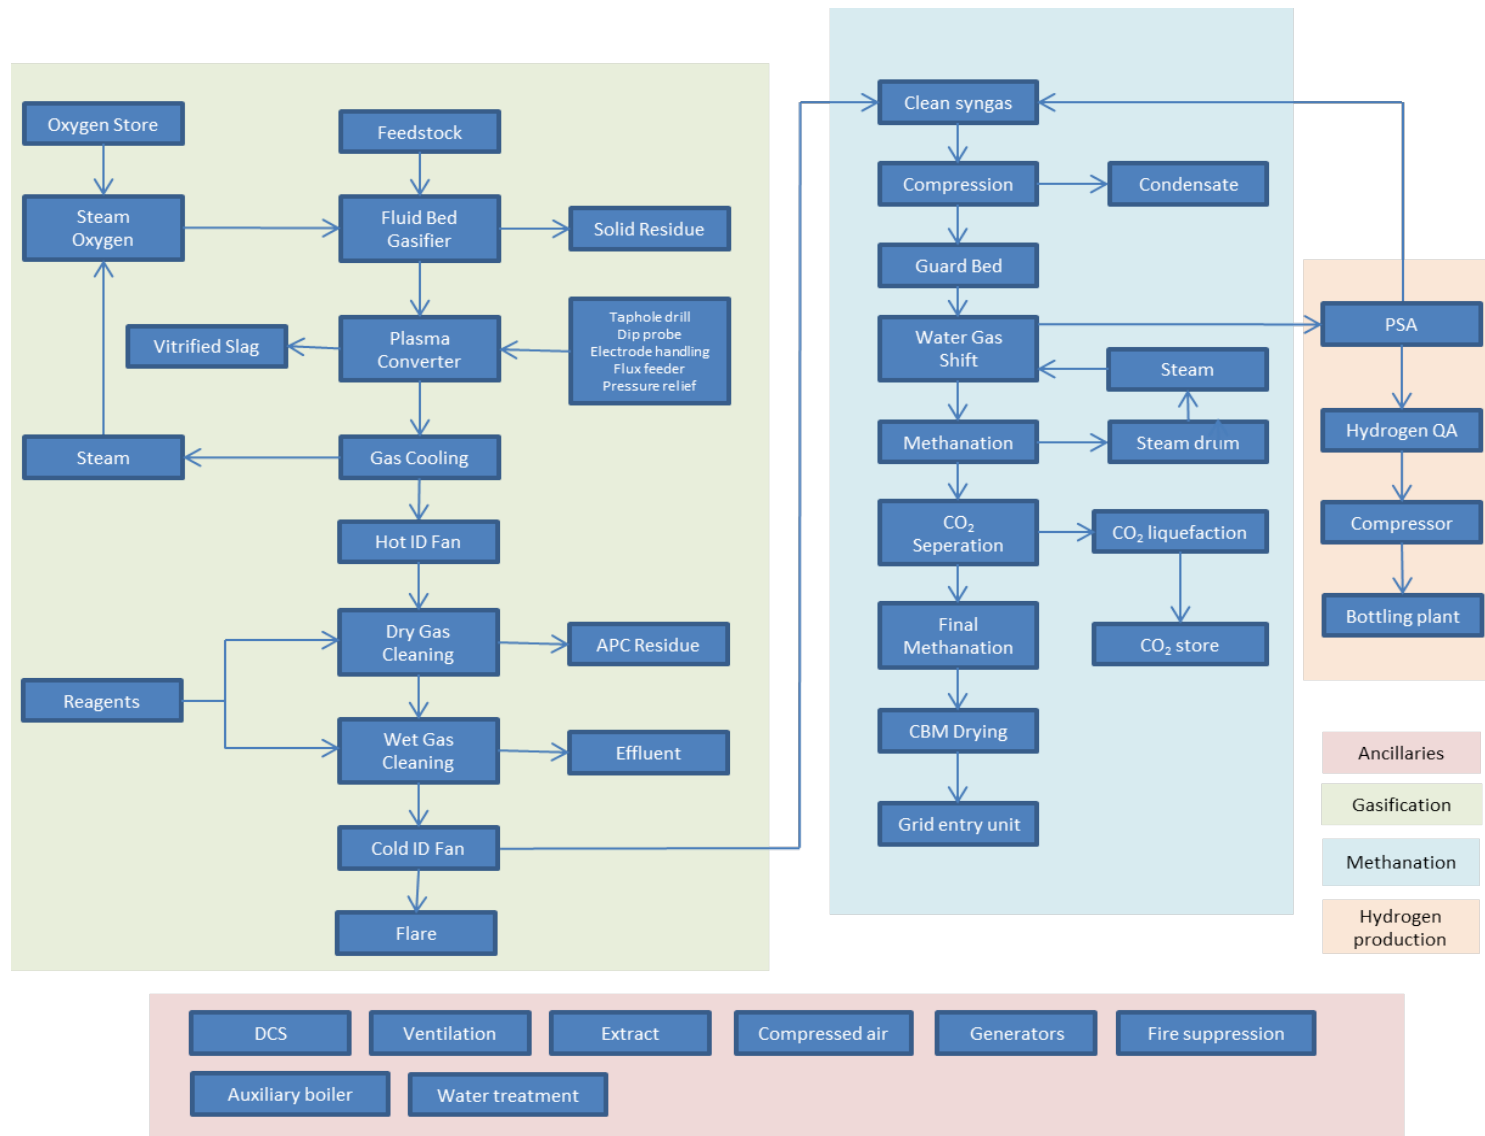 Oxygen Store
Feedstock
Steam
Oxygen
Fluid Bed
Gasifier
Solid Residue
Vitrified Slag
Plasma
Converter
Taphole drill
Dip probe
Electrode handling
Flux feeder
Pressure relief
Steam
Gas Cooling
Hot ID Fan
Dry Gas
Cleaning
APC Residue
Reagents
Wet Gas
Cleaning
Effluent
Cold ID Fan
Flare
Clean syngas
Compression
Condensate
Guard Bed
Water Gas
Shift
Steam
Methanation
Steam drum
CO₂
Seperation
CO₂ liquefaction
Final
Methanation
CO₂ store
CBM Drying
Grid entry unit
PSA
Hydrogen QA
Compressor
Bottling plant
Ancillaries
Gasification
Methanation
Hydrogen
production
DCS
Ventilation
Extract
Compressed air
Generators
Fire suppression
Auxiliary boiler
Water treatment